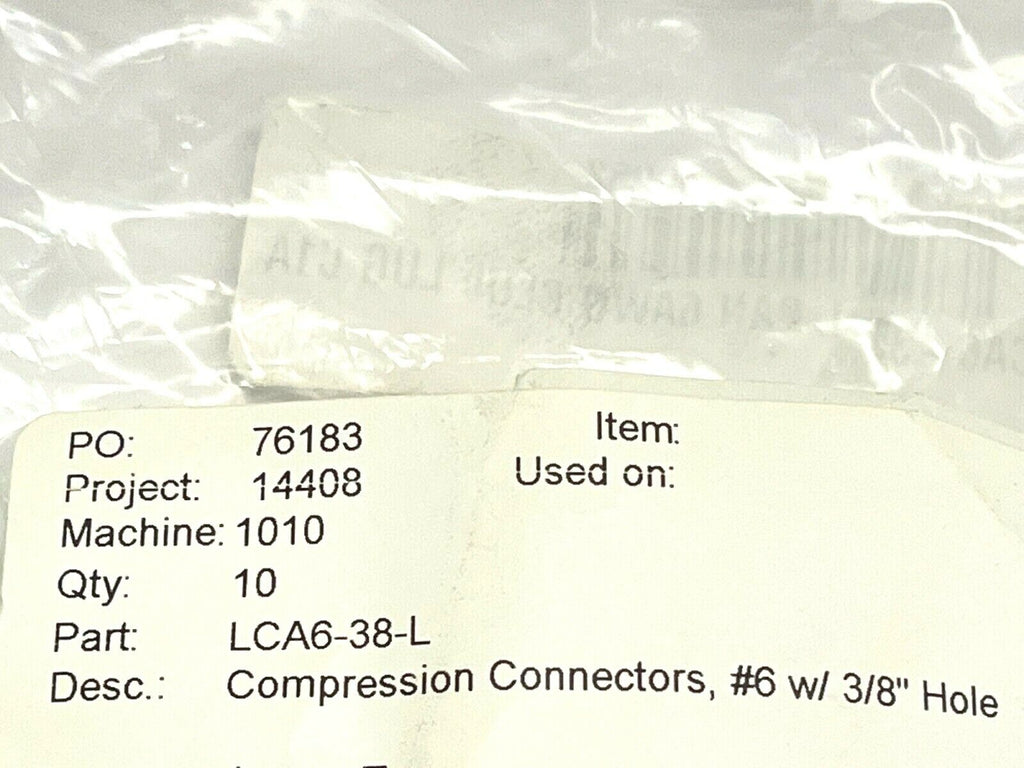 PO: 76183
Item:
Project: 14408
Used on:
Machine: 1010
Qty: 10
Part: LCA6-38-L
Desc.: Compression Connectors, #6 w/ 3/8" Hole